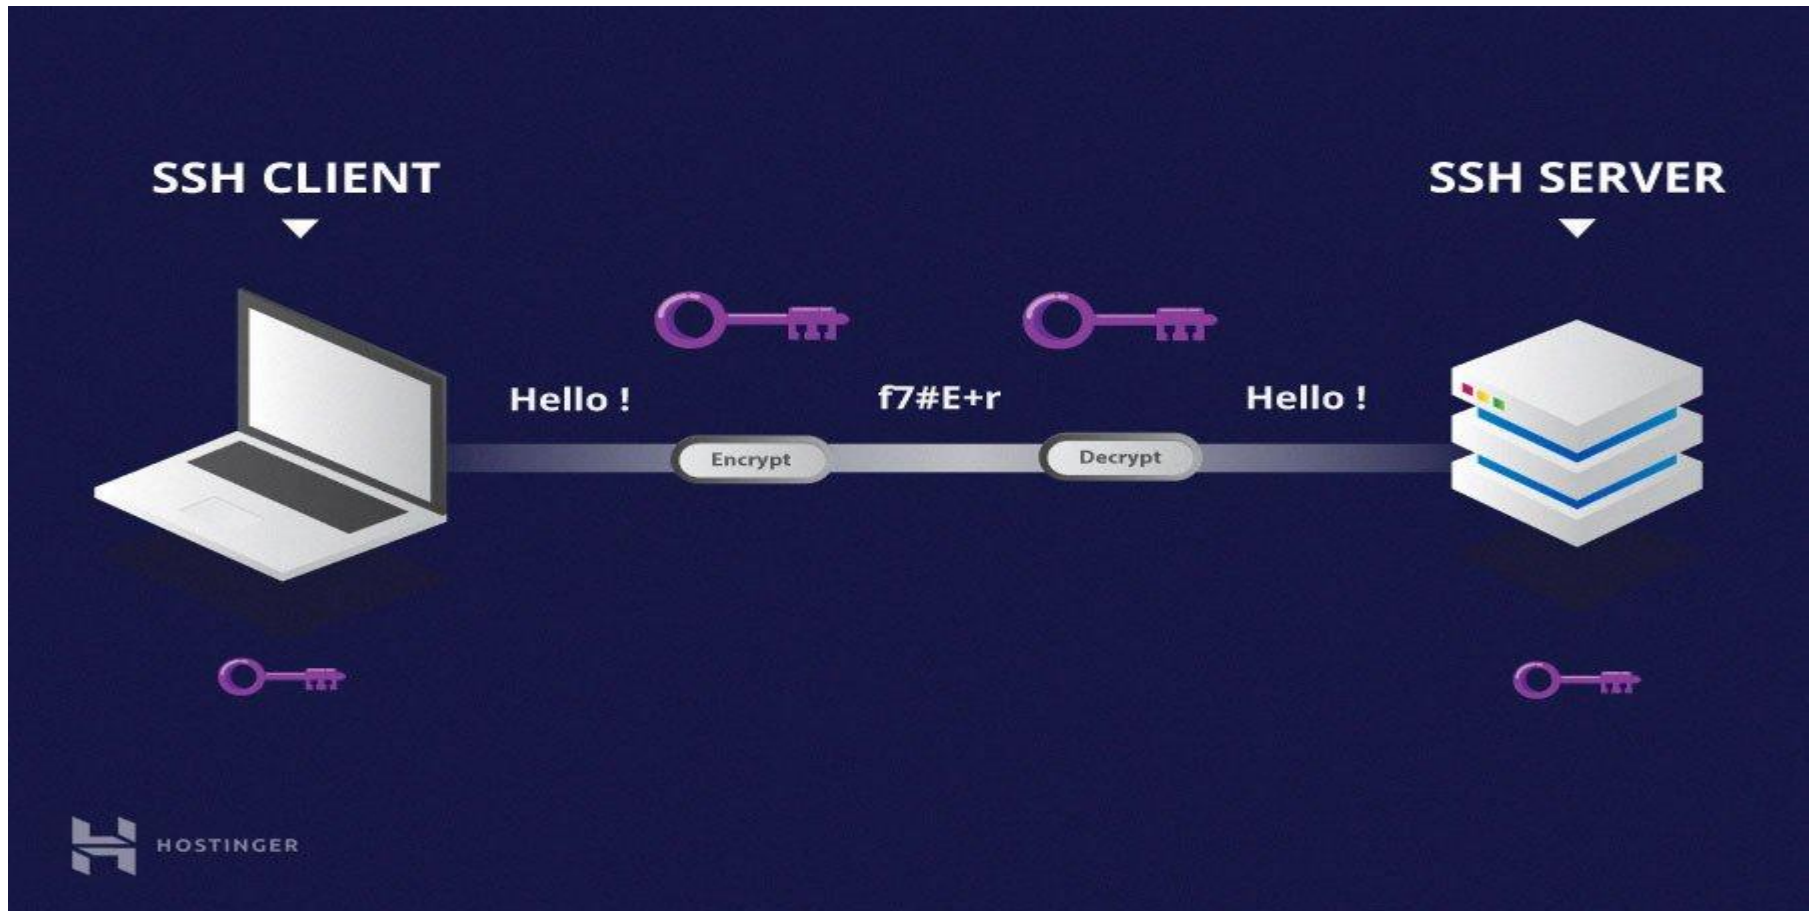 SSH CLIENT
SSH SERVER
Hello !
f7#E+r
Hello !
Encrypt
Decrypt
HOSTINGER